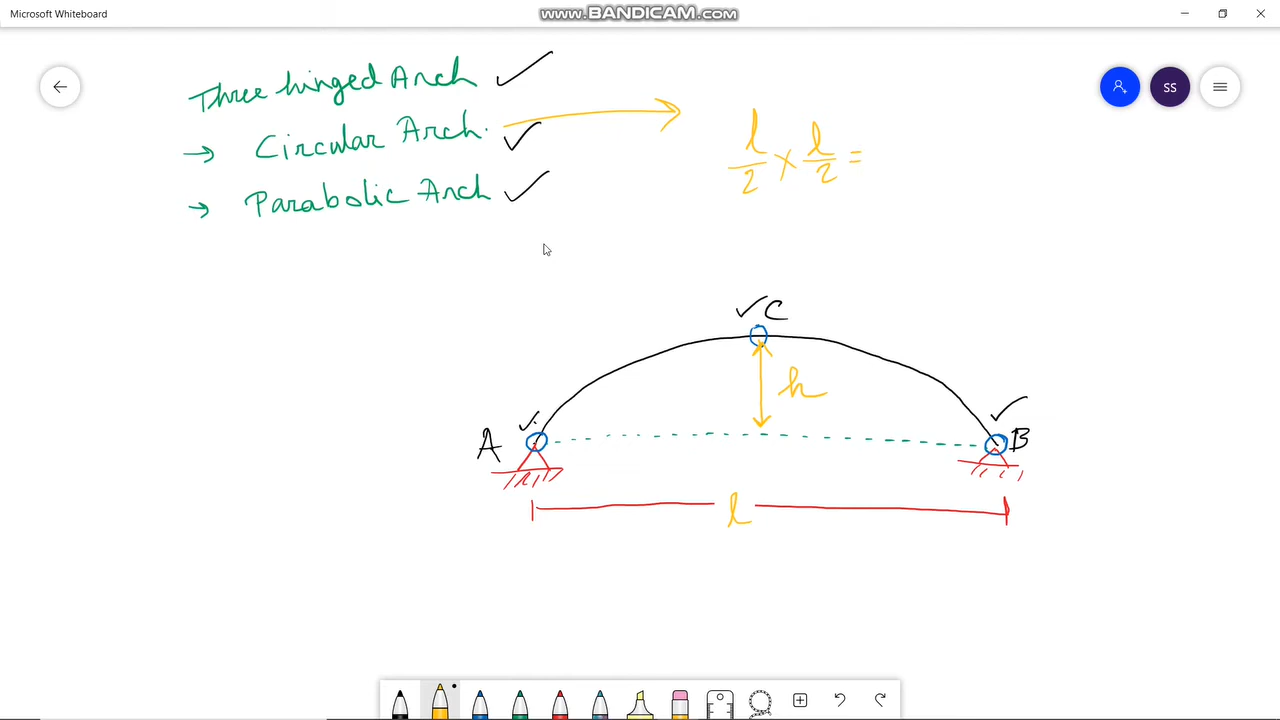 Microsoft Whiteboard
www.BANDICAM.com
Three hinged Arch ✓
→ Circular Arch. ✓
→ Parabolic Arch ✓
l/2 × l/2 =
SS
✓ C
h
A ✓
✓ B
l